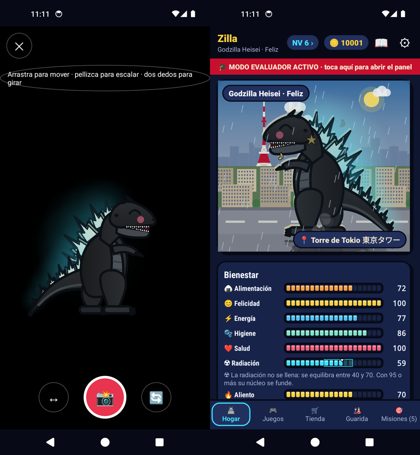 11:11
Arrastra para mover · pellizca para escalar · dos dedos para
girar
11:11
Zilla
Godzilla Heisei · Feliz
NV 6 ›
10001
MODO EVALUADOR ACTIVO · toca aquí para abrir el panel
Godzilla Heisei · Feliz
Torre de Tokio 東京タワー
Bienestar
Alimentación 72
Felicidad 100
Energía 77
Higiene 86
Salud 100
Radiación 59
La radiación no se llena: se equilibra entre 40 y 70. Con 95 o
más su núcleo se funde.
Aliento 70
Hogar
Juegos
Tienda
Guarida
Misiones (5)